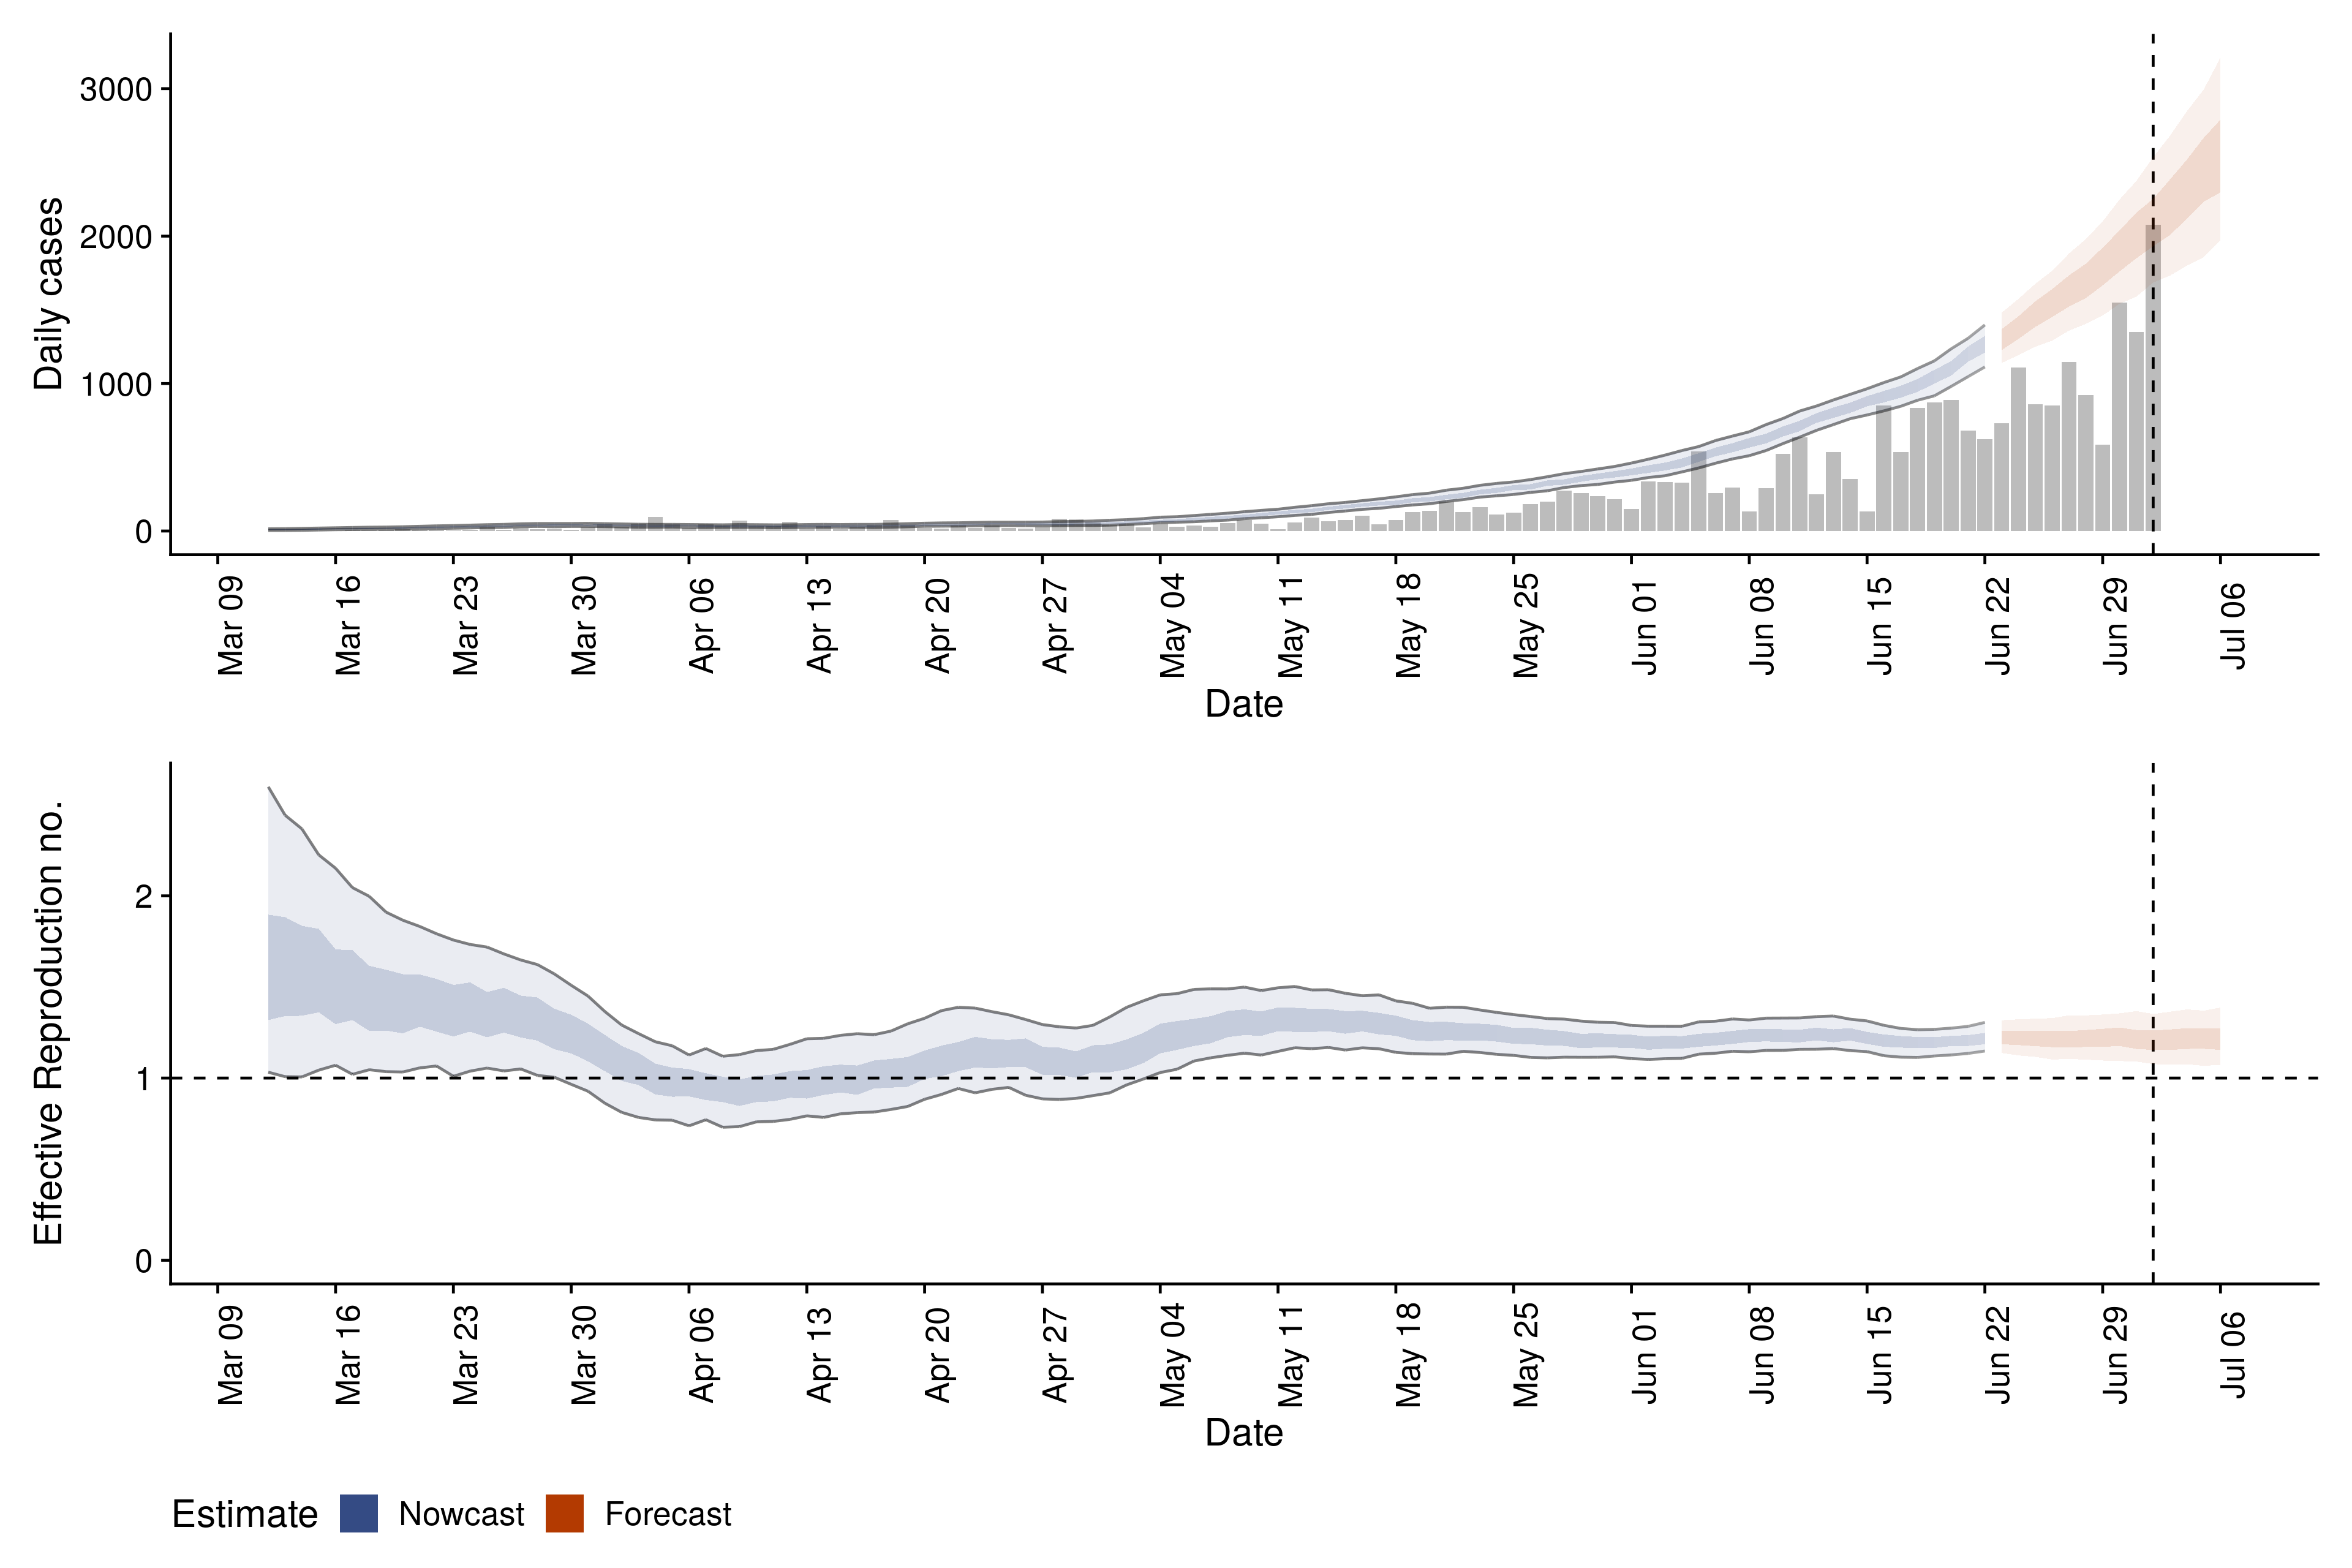 Daily cases
3000
2000
1000
0
Mar 09
Mar 16
Mar 23
Mar 30
Apr 06
Apr 13
Apr 20
Apr 27
May 04
May 11
May 18
May 25
Jun 01
Jun 08
Jun 15
Jun 22
Jun 29
Jul 06
Date
Effective Reproduction no.
2
1
0
Mar 09
Mar 16
Mar 23
Mar 30
Apr 06
Apr 13
Apr 20
Apr 27
May 04
May 11
May 18
May 25
Jun 01
Jun 08
Jun 15
Jun 22
Jun 29
Jul 06
Date
Estimate Nowcast Forecast